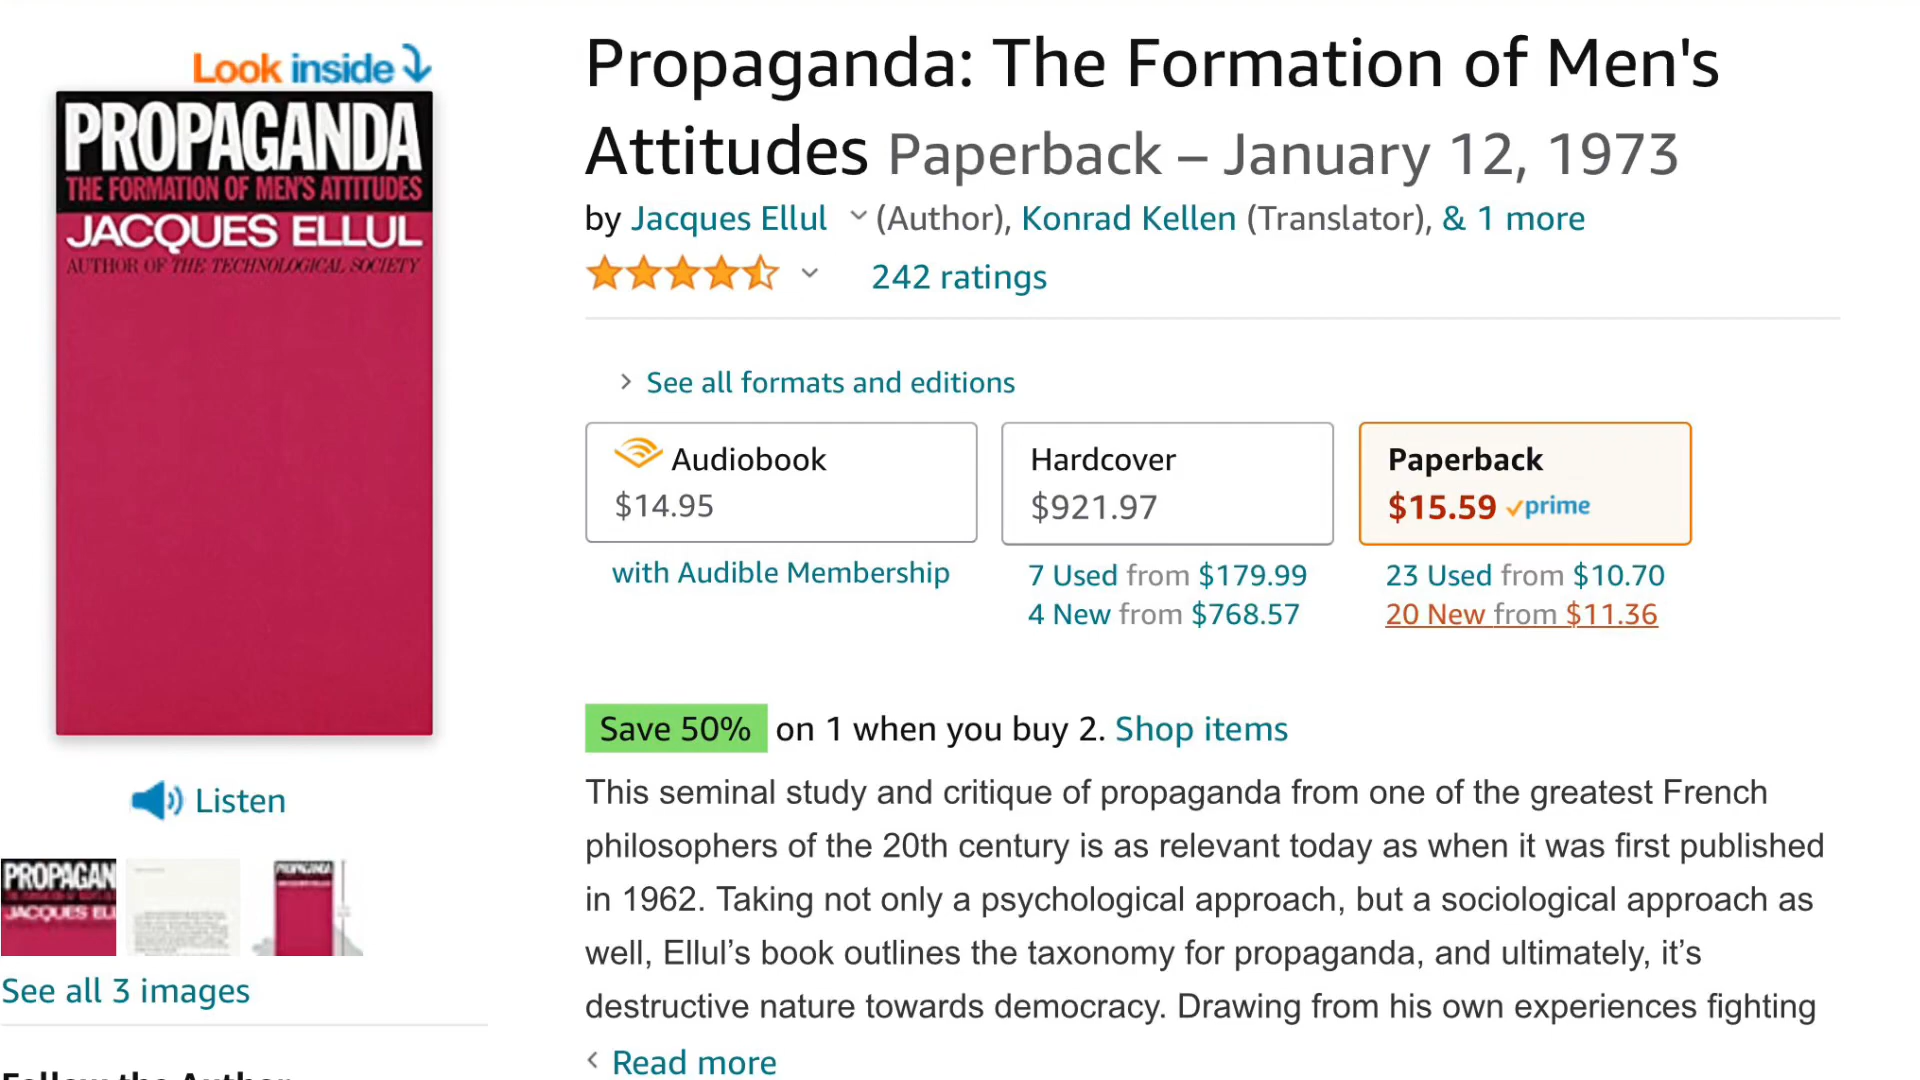 Look inside
PROPAGANDA
THE FORMATION OF MEN'S ATTITUDES
JACQUES ELLUL
AUTHOR OF THE TECHNOLOGICAL SOCIETY
Listen
PROPAGAN
JACQUES ELL
PROPAGANDA
See all 3 images
Follow the Author
Propaganda: The Formation of Men's
Attitudes Paperback – January 12, 1973
by Jacques Ellul (Author), Konrad Kellen (Translator), & 1 more
242 ratings
See all formats and editions
Audiobook
$14.95
with Audible Membership
Hardcover
$921.97
7 Used from $179.99
4 New from $768.57
Paperback
$15.59 prime
23 Used from $10.70
20 New from $11.36
Save 50% on 1 when you buy 2. Shop items
This seminal study and critique of propaganda from one of the greatest French
philosophers of the 20th century is as relevant today as when it was first published
in 1962. Taking not only a psychological approach, but a sociological approach as
well, Ellul’s book outlines the taxonomy for propaganda, and ultimately, it’s
destructive nature towards democracy. Drawing from his own experiences fighting
Read more